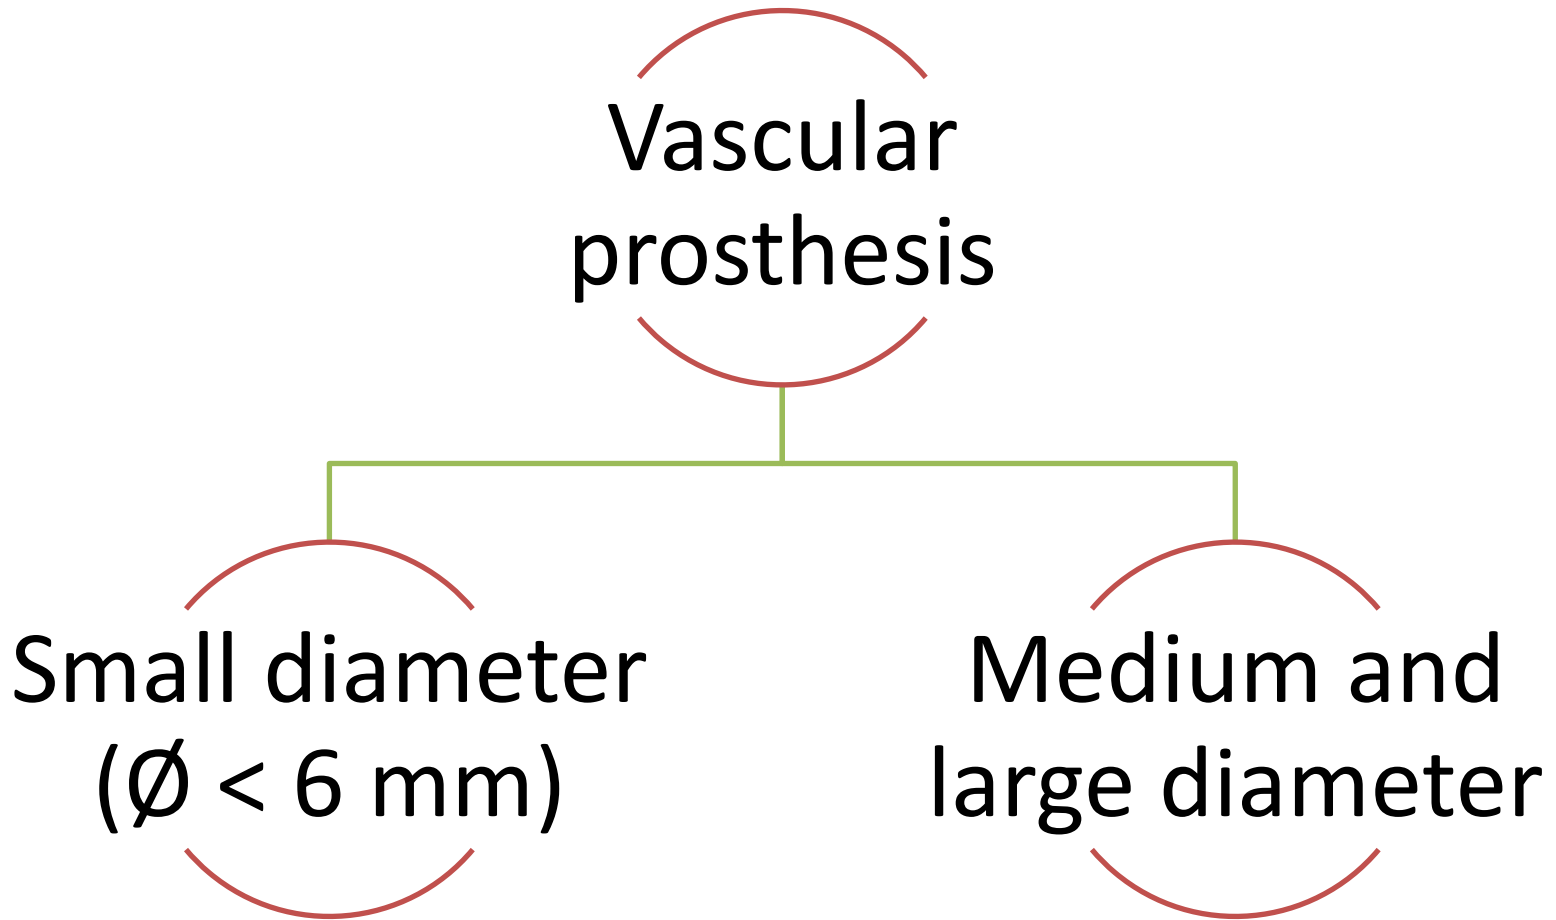 Vascular
prosthesis
Small diameter
(Ø < 6 mm)
Medium and
large diameter